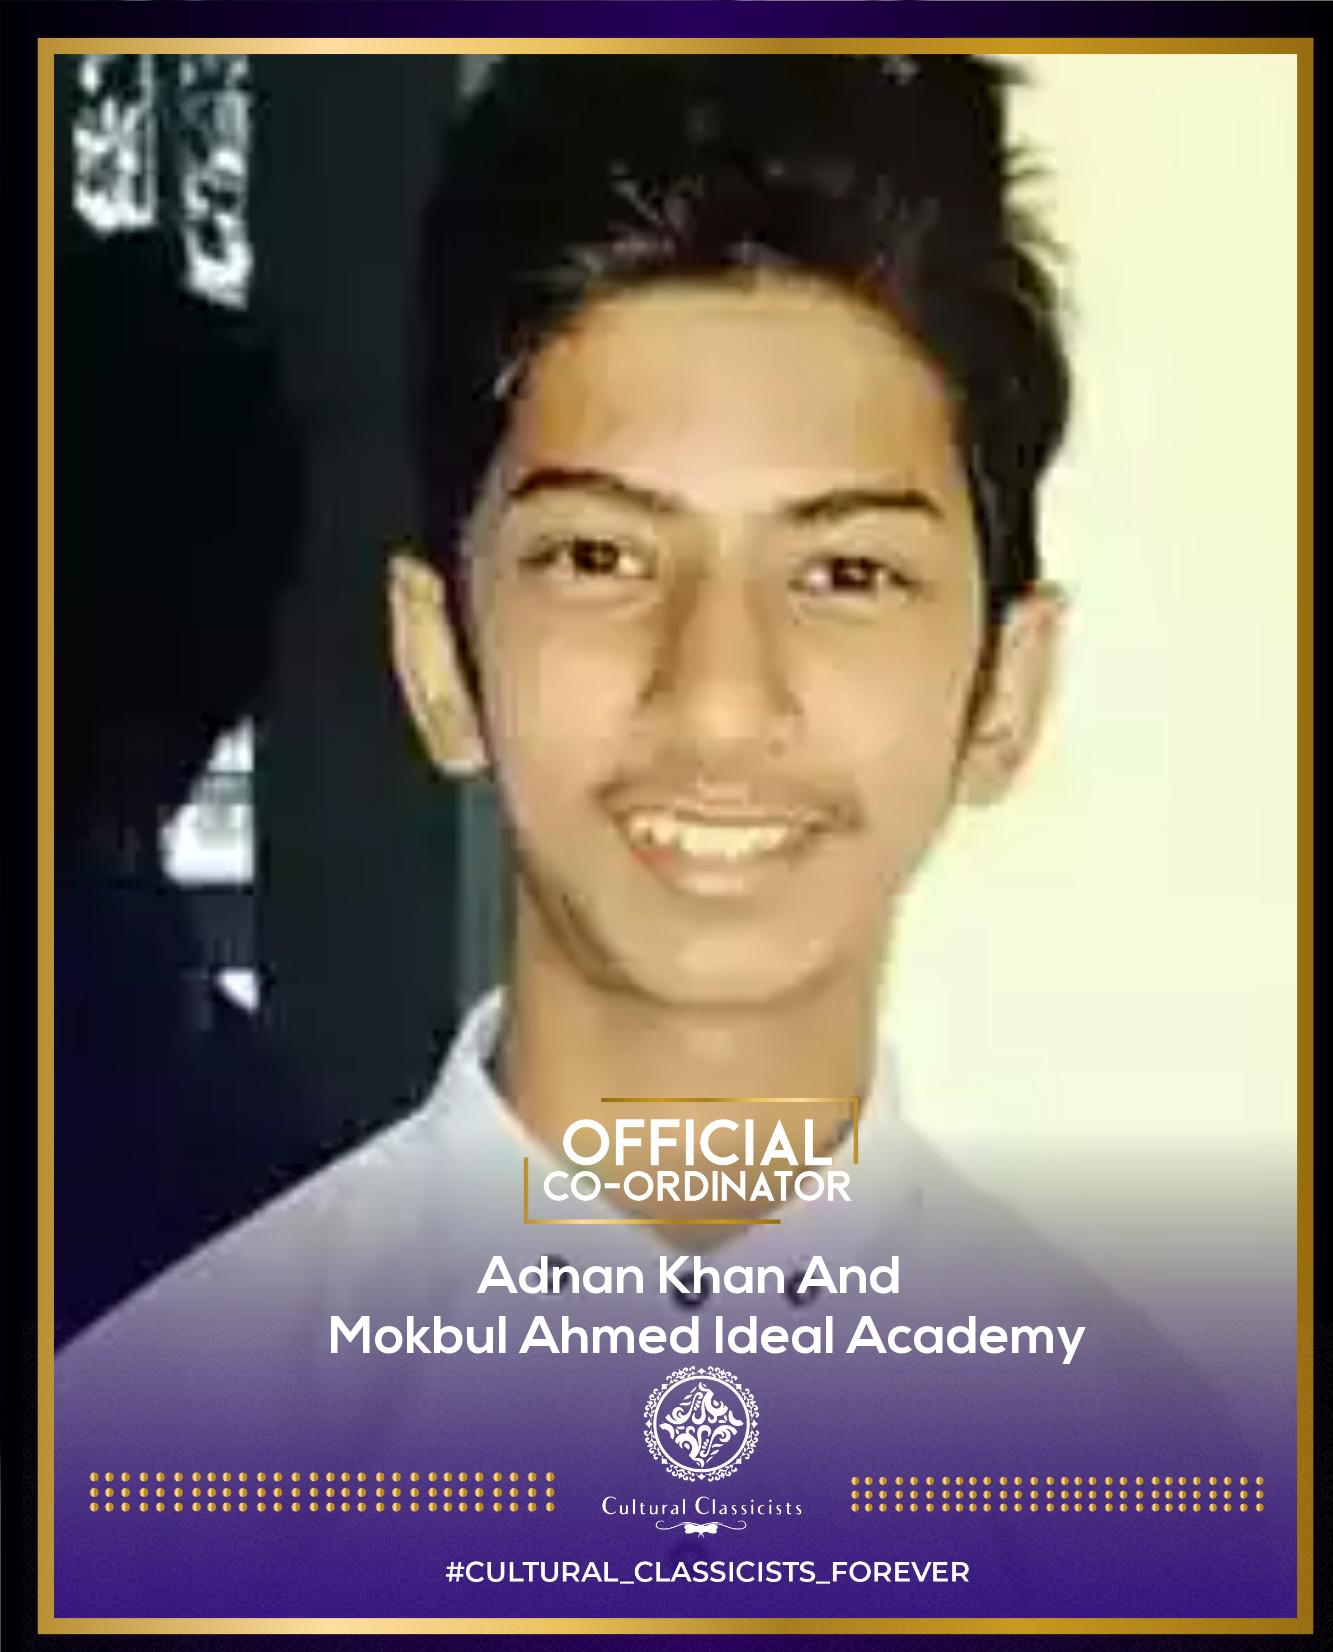 OFFICIAL
CO-ORDINATOR
Adnan Khan And
Mokbul Ahmed Ideal Academy
Cultural Classicists
#CULTURAL_CLASSICISTS_FOREVER